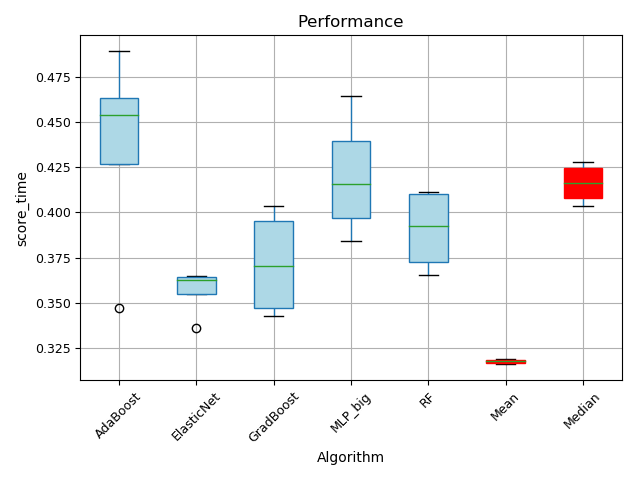 Performance
score_time
0.475
0.450
0.425
0.400
0.375
0.350
0.325
AdaBoost
ElasticNet
GradBoost
MLP_big
RF
Mean
Median
Algorithm